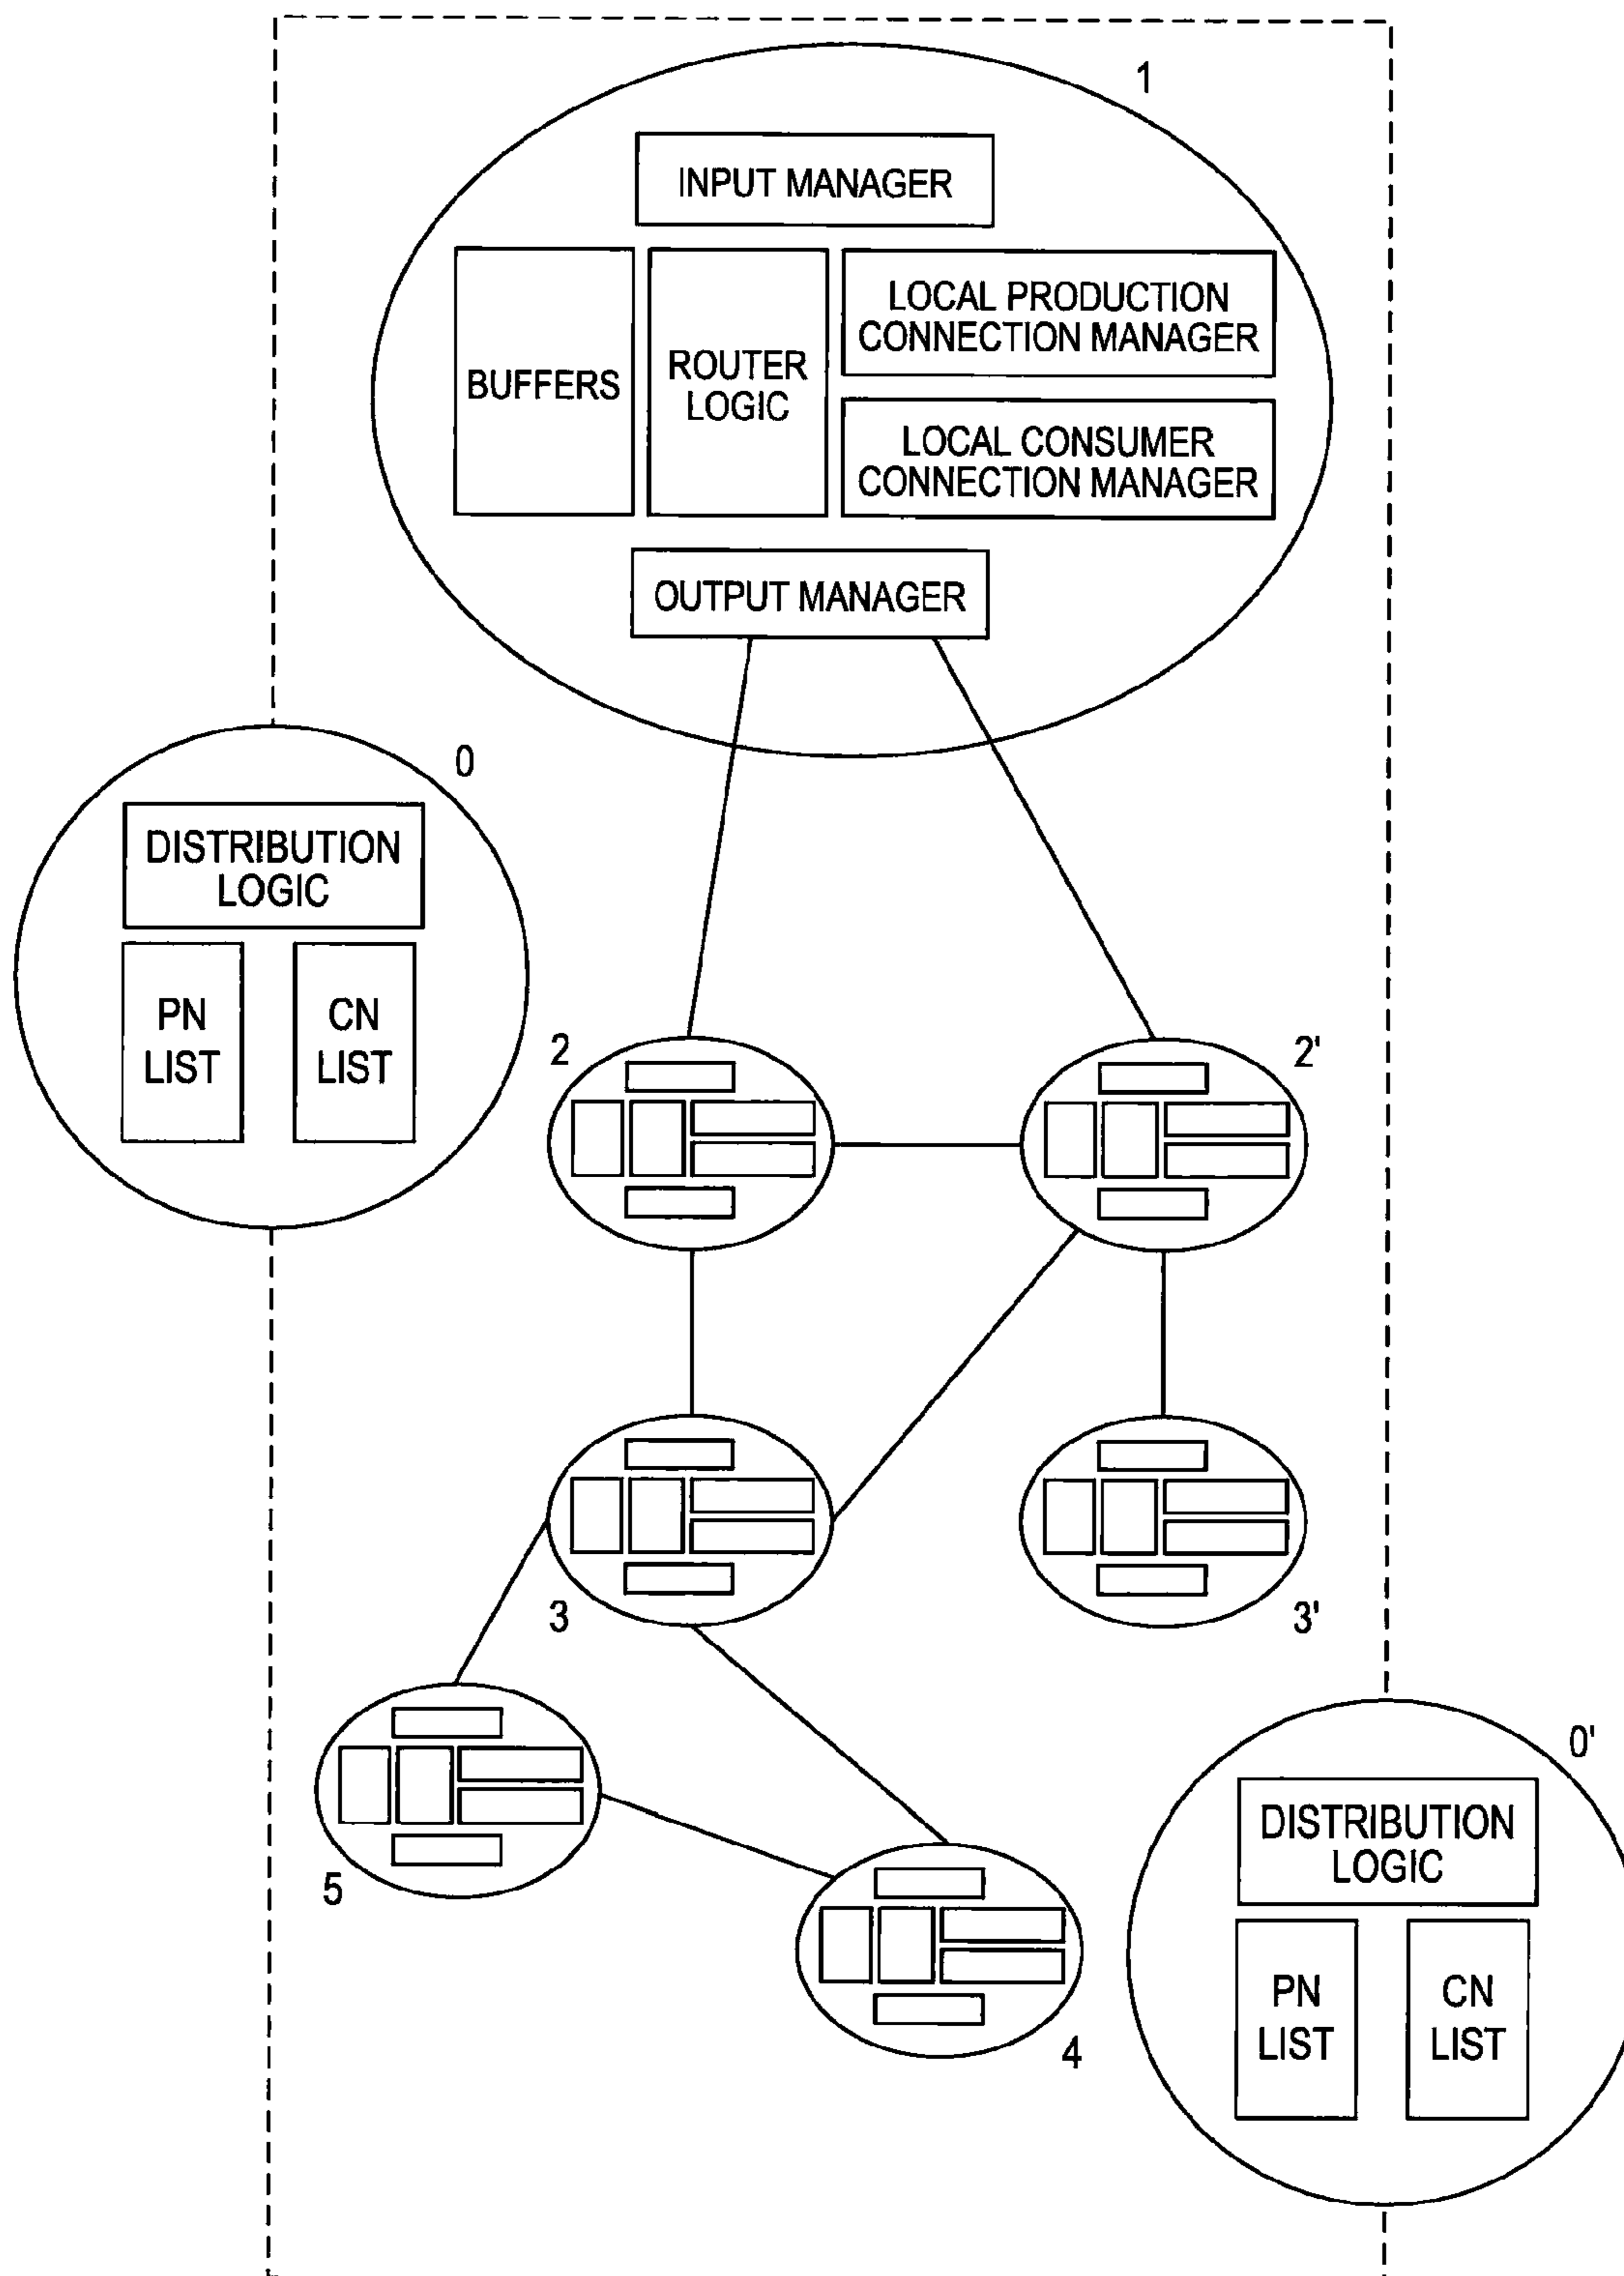 1
INPUT MANAGER
BUFFERS
ROUTER
LOGIC
LOCAL PRODUCTION
CONNECTION MANAGER
LOCAL CONSUMER
CONNECTION MANAGER
OUTPUT MANAGER
0
DISTRIBUTION
LOGIC
PN
LIST
CN
LIST
2
2'
3
3'
5
4
0'
DISTRIBUTION
LOGIC
PN
LIST
CN
LIST